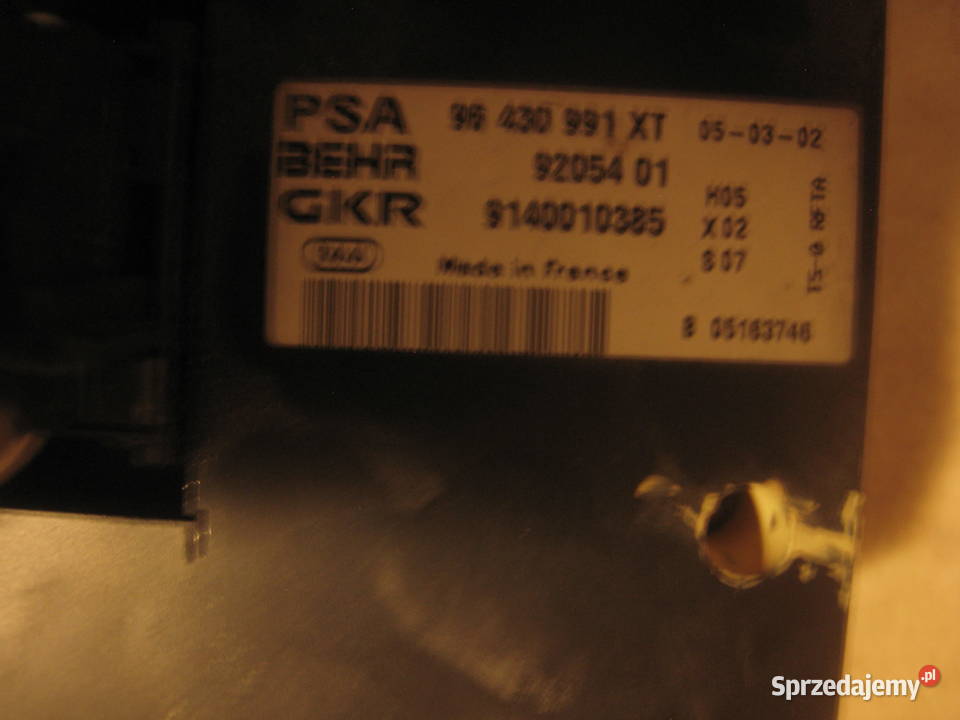 PSA 96 430 991 XT 05-03-02
BEHR 92054 01
GKR 9140010385
H05
X02
S07
Made in France
8 05163746
Sprzedajemy.pl